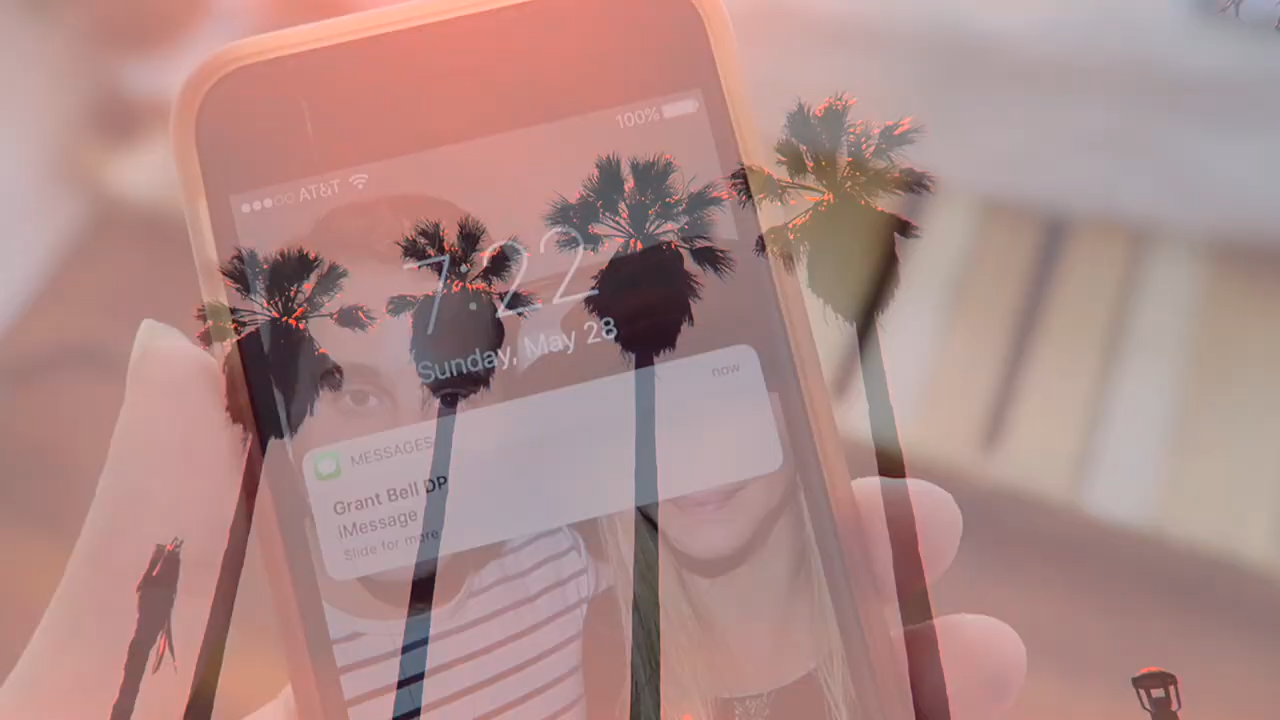 AT&T
100%
7:22
Sunday, May 28
MESSAGES
now
Grant Bell DP
iMessage
Slide for more